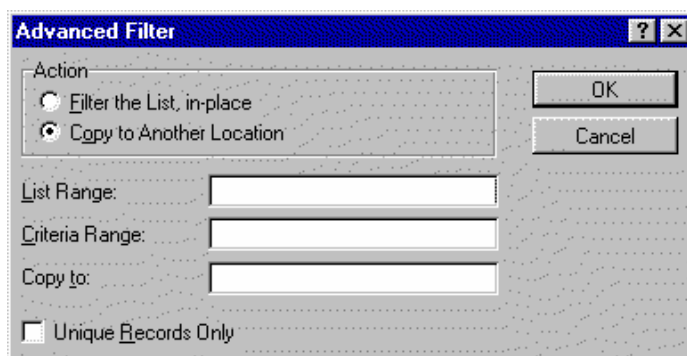 Advanced Filter
Action
Filter the List, in-place
Copy to Another Location
OK
Cancel
List Range:
Criteria Range:
Copy to:
Unique Records Only